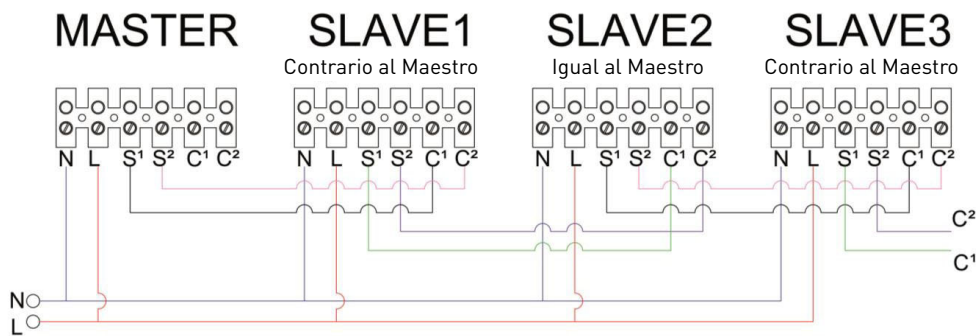 MASTER SLAVE1 SLAVE2 SLAVE3
Contrario al Maestro Igual al Maestro Contrario al Maestro
N L S¹ S² C¹ C² N L S¹ S² C¹ C² N L S¹ S² C¹ C² N L S¹ S² C¹ C²
C²
C¹
N
L